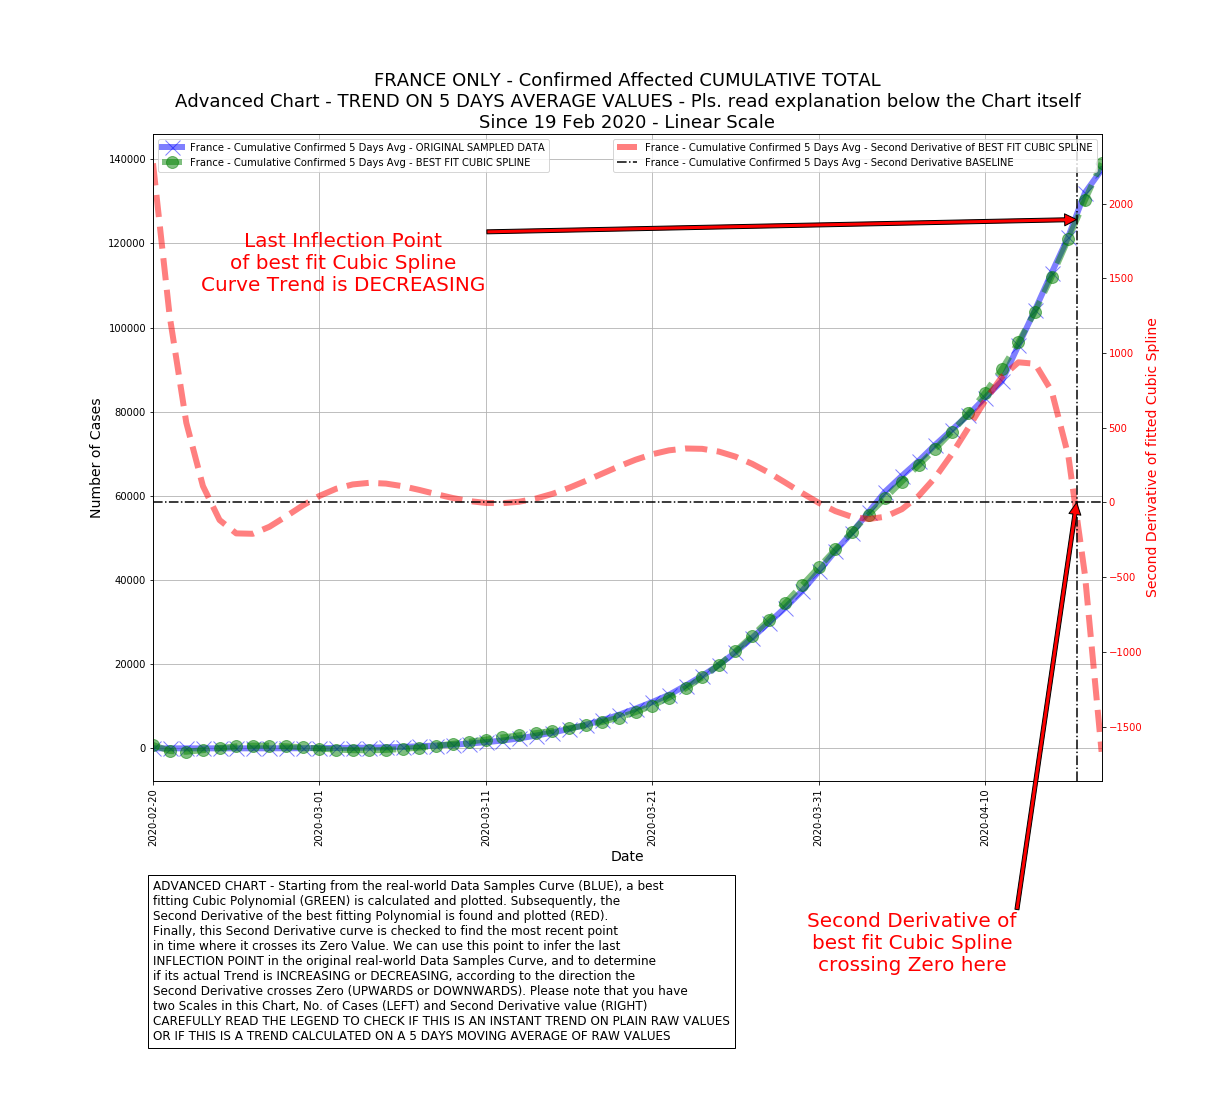 FRANCE ONLY - Confirmed Affected CUMULATIVE TOTAL
Advanced Chart - TREND ON 5 DAYS AVERAGE VALUES - Pls. read explanation below the Chart itself
Since 19 Feb 2020 - Linear Scale
France - Cumulative Confirmed 5 Days Avg - ORIGINAL SAMPLED DATA
France - Cumulative Confirmed 5 Days Avg - BEST FIT CUBIC SPLINE
France - Cumulative Confirmed 5 Days Avg - Second Derivative of BEST FIT CUBIC SPLINE
France - Cumulative Confirmed 5 Days Avg - Second Derivative BASELINE
Last Inflection Point
of best fit Cubic Spline
Curve Trend is DECREASING
Number of Cases
140000
120000
100000
80000
60000
40000
20000
0
2000
1500
1000
500
0
−500
−1000
−1500
Second Derivative of fitted Cubic Spline
2020-02-20
2020-03-01
2020-03-11
2020-03-21
2020-03-31
2020-04-10
Date
Second Derivative of
best fit Cubic Spline
crossing Zero here
ADVANCED CHART - Starting from the real-world Data Samples Curve (BLUE), a best
fitting Cubic Polynomial (GREEN) is calculated and plotted. Subsequently, the
Second Derivative of the best fitting Polynomial is found and plotted (RED).
Finally, this Second Derivative curve is checked to find the most recent point
in time where it crosses its Zero Value. We can use this point to infer the last
INFLECTION POINT in the original real-world Data Samples Curve, and to determine
if its actual Trend is INCREASING or DECREASING, according to the direction the
Second Derivative crosses Zero (UPWARDS or DOWNWARDS). Please note that you have
two Scales in this Chart, No. of Cases (LEFT) and Second Derivative value (RIGHT)
CAREFULLY READ THE LEGEND TO CHECK IF THIS IS AN INSTANT TREND ON PLAIN RAW VALUES
OR IF THIS IS A TREND CALCULATED ON A 5 DAYS MOVING AVERAGE OF RAW VALUES